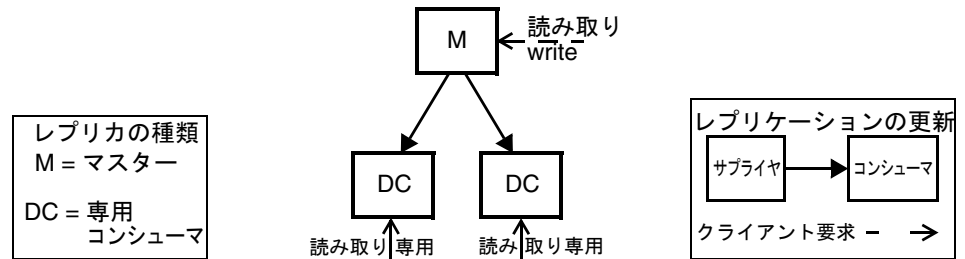 M
読み取り
write
DC
DC
読み取り専用
読み取り専用
レプリカの種類
M = マスター
DC = 専用
コンシューマ
レプリケーションの更新
サプライヤ
コンシューマ
クライアント要求